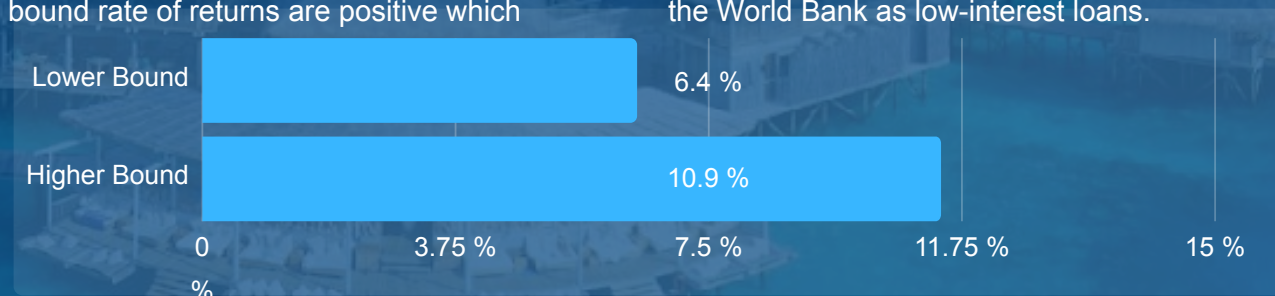 bound rate of returns are positive which
the World Bank as low-interest loans.
Lower Bound
6.4 %
Higher Bound
10.9 %
0
%
3.75 %
7.5 %
11.75 %
15 %